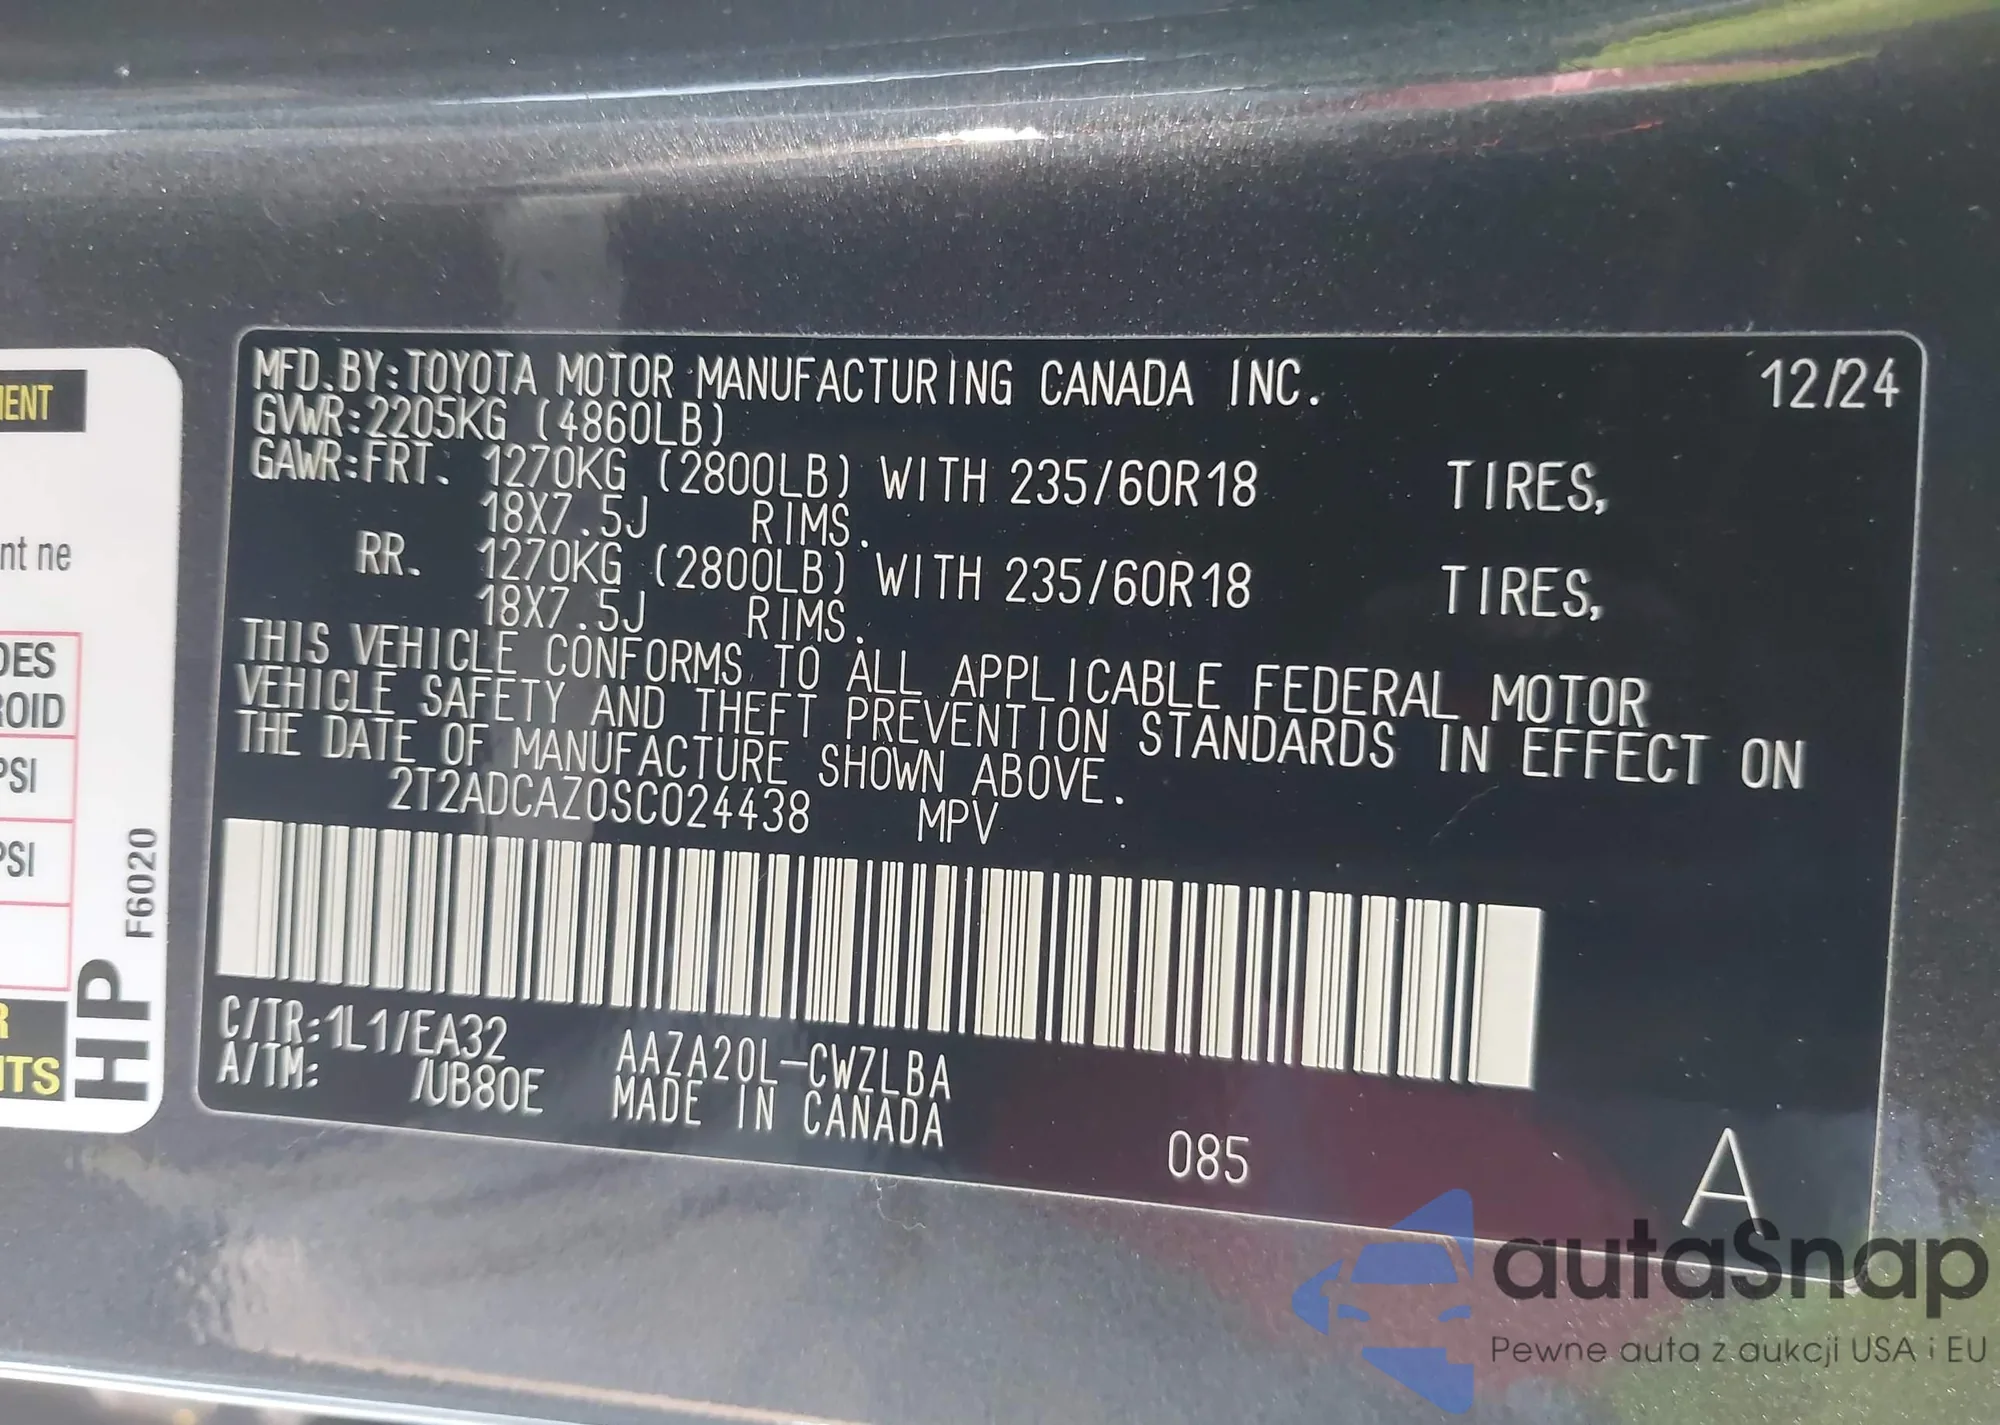 MFD.BY:TOYOTA MOTOR MANUFACTURING CANADA INC. 12/24
GVWR:2205KG (4860LB)
GAWR:FRT. 1270KG (2800LB) WITH 235/60R18 TIRES,
18X7.5J RIMS.
RR. 1270KG (2800LB) WITH 235/60R18 TIRES,
18X7.5J RIMS.
THIS VEHICLE CONFORMS TO ALL APPLICABLE FEDERAL MOTOR
VEHICLE SAFETY AND THEFT PREVENTION STANDARDS IN EFFECT ON
THE DATE OF MANUFACTURE SHOWN ABOVE.
2T2ADCAZ0SC024438 MPV
C/TR:1L1/EA32 AAZA20L-CWZLBA
A/TM: /UB80E MADE IN CANADA
085
A
nt ne
PSI
PSI
HP F6020
autaSnap
Pewne auta z aukcji USA i EU